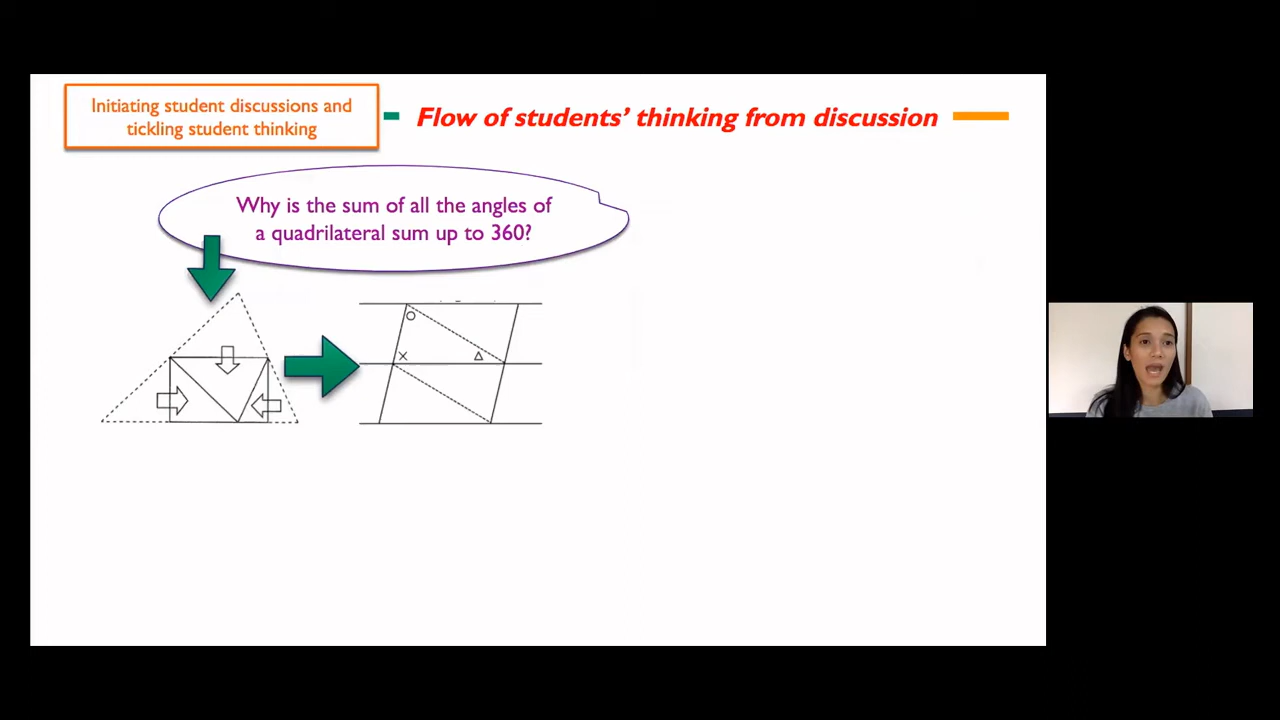 Initiating student discussions and
tickling student thinking
Flow of students’ thinking from discussion
Why is the sum of all the angles of
a quadrilateral sum up to 360?